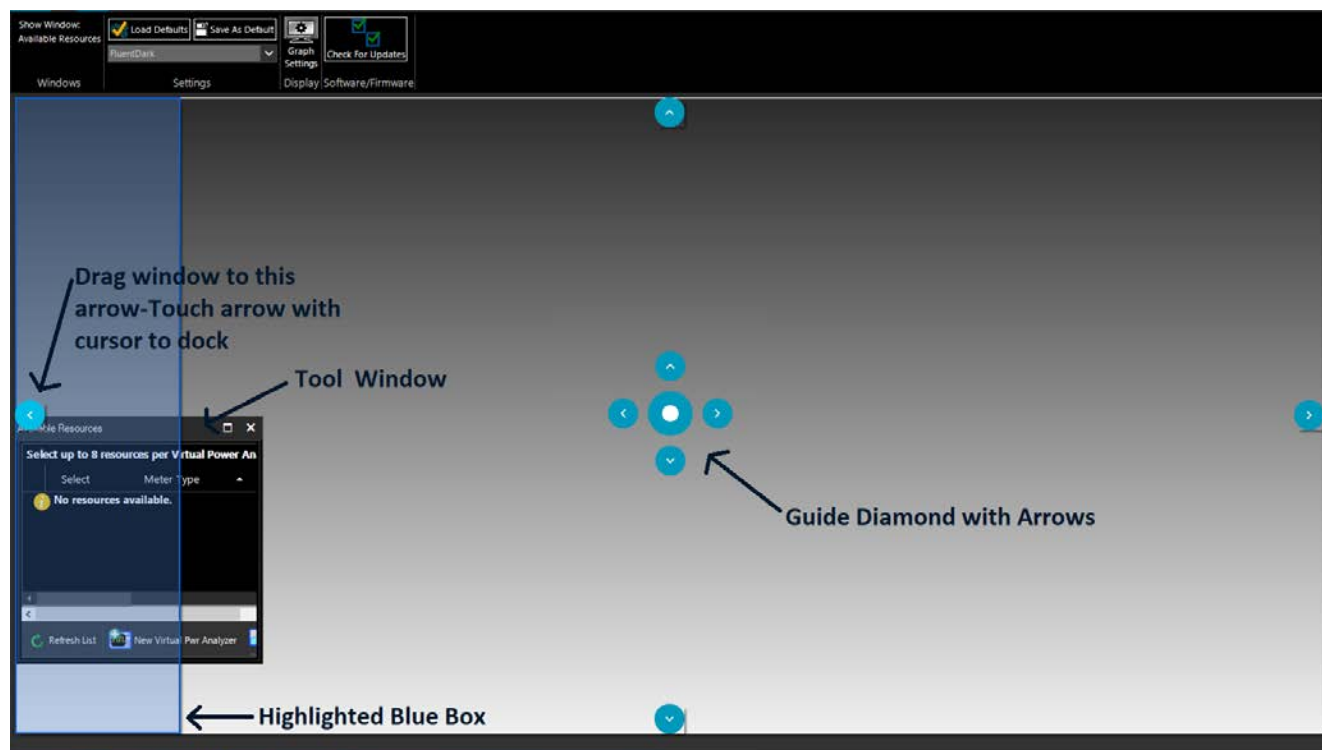 Show Window:
Available Resources
Load Defaults
Save As Default
FluentDark
Graph
Settings
Check For Updates
Windows
Settings
Display
Software/Firmware
Drag window to this
arrow-Touch arrow with
cursor to dock
Tool Window
Available Resources
Select up to 8 resources per Virtual Power An
Select
Meter Type
No resources available.
Guide Diamond with Arrows
Refresh List
New Virtual Pwr Analyzer
Highlighted Blue Box